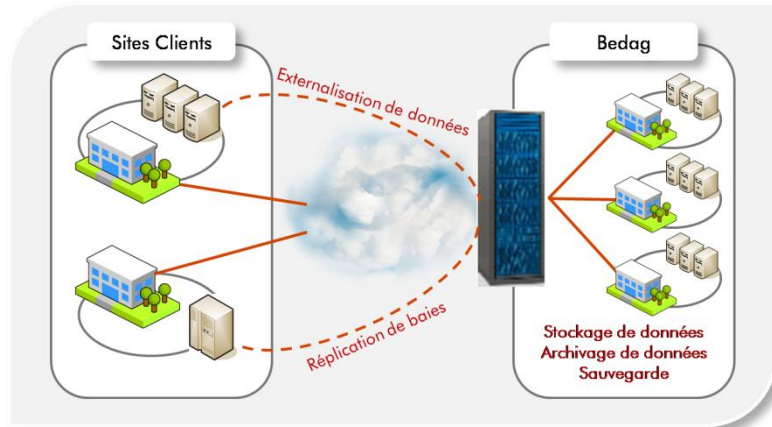 Sites Clients
Bedag
Externalisation de données
Réplication de baies
Stockage de données
Archivage de données
Sauvegarde